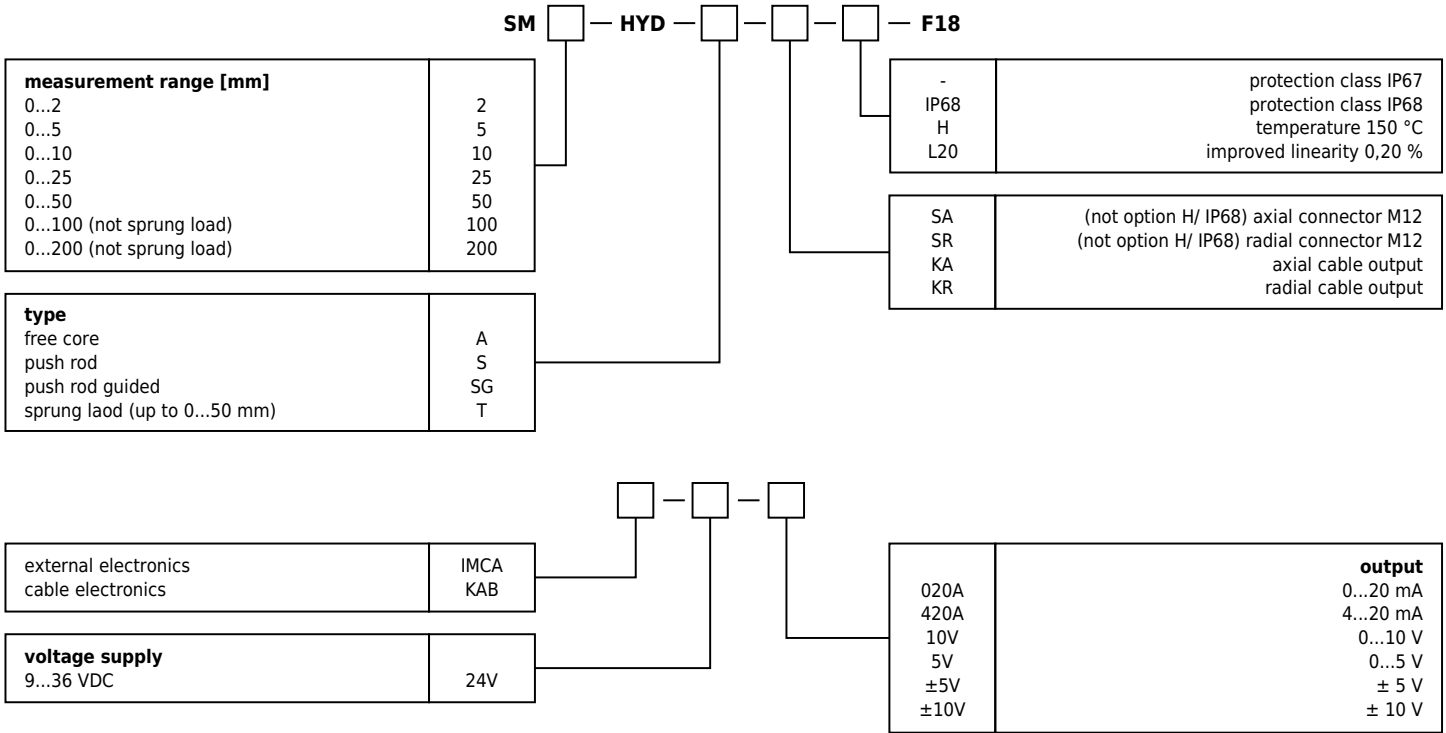 SM — HYD — — — F18
measurement range [mm]
0...2 2
0...5 5
0...10 10
0...25 25
0...50 50
0...100 (not sprung load) 100
0...200 (not sprung load) 200
- protection class IP67
IP68 protection class IP68
H temperature 150 °C
L20 improved linearity 0,20 %
SA (not option H/ IP68) axial connector M12
SR (not option H/ IP68) radial connector M12
KA axial cable output
KR radial cable output
type
free core A
push rod S
push rod guided SG
sprung laod (up to 0...50 mm) T
— —
external electronics IMCA
cable electronics KAB
voltage supply
9...36 VDC 24V
output
020A 0...20 mA
420A 4...20 mA
10V 0...10 V
5V 0...5 V
±5V ± 5 V
±10V ± 10 V